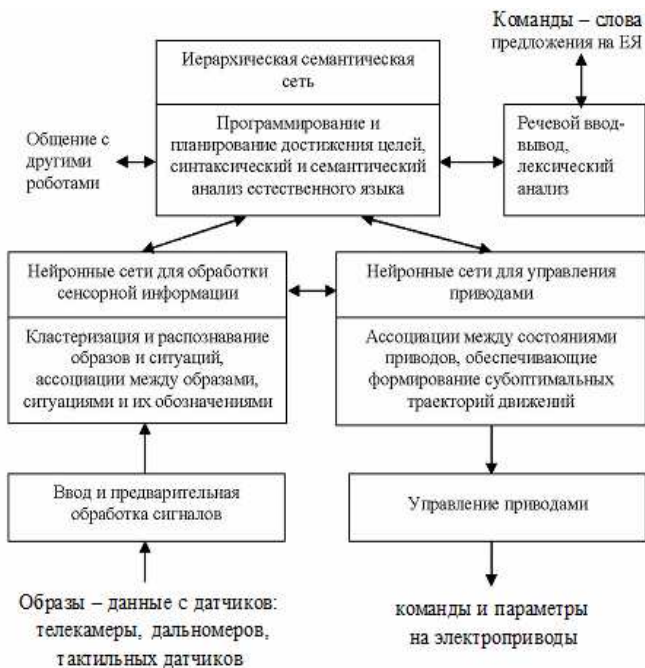 Команды – слова
предложения на ЕЯ
Иерархическая семантическая
сеть
Программирование и
планирование достижения целей,
синтаксический и семантический
анализ естественного языка
Общение с
другими
роботами
Речевой ввод-
вывод,
лексический
анализ
Нейронные сети для обработки
сенсорной информации
Кластеризация и распознавание
образов и ситуаций,
ассоциации между образами,
ситуациями и их обозначениями
Нейронные сети для управления
приводами
Ассоциации между состояниями
приводов, обеспечивающие
формирование субоптимальных
траекторий движений
Ввод и предварительная
обработка сигналов
Управление приводами
Образы – данные с датчиков:
телекамеры, дальномеров,
тактильных датчиков
команды и параметры
на электроприводы